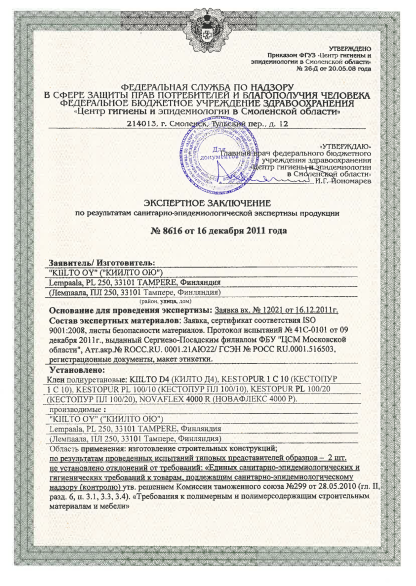 УТВЕРЖДЕНО
Приказом ФГУЗ «Центр гигиены и
эпидемиологии в Смоленской области»
№ 26-Д от 20.05.08
ФЕДЕРАЛЬНАЯ СЛУЖБА ПО НАДЗОРУ
В СФЕРЕ ЗАЩИТЫ ПРАВ ПОТРЕБИТЕЛЕЙ И БЛАГОПОЛУЧИЯ ЧЕЛОВЕКА
ФЕДЕРАЛЬНОЕ БЮДЖЕТНОЕ УЧРЕЖДЕНИЕ ЗДРАВООХРАНЕНИЯ
«Центр гигиены и эпидемиологии в Смоленской области»
214013, г. Смоленск, Тульский пер., д. 12
«УТВЕРЖДАЮ»
Главный врач федерального бюджетного
учреждения здравоохранения
«Центр гигиены и эпидемиологии
в Смоленской области»
И.Г. Пономарев
Для
документов
ЭКСПЕРТНОЕ ЗАКЛЮЧЕНИЕ
по результатам санитарно-эпидемиологической экспертизы продукции
№ 8616 от 16 декабря 2011 года
Заявитель/ Изготовитель:
"KIILTO OY" ("КИИЛТО ОЮ")
Lempaala, PL 250, 33101 TAMPERE, Финляндия
(Лемпаала, ПЛ 250, 33101 Тампере, Финляндия)
(район, улица, дом)
Основание для проведения экспертизы: Заявка вх. № 12021 от 16.12.2011г.
Состав экспертных материалов: Заявка, сертификат соответствия ISO
9001:2008, листы безопасности материалов. Протокол испытаний № 41С-0101 от 09
декабря 2011г., выданный Сергиево-Посадским филиалом ФБУ "ЦСМ Московской
области", Атт.акр.№ ROCC.RU. 0001.21АЮ22/ ГСЭН № РОСС RU.0001.516503,
регистрационные документы, макет этикетки.
Установлено:
Клеи полиуретановые: KIILTO D4 (КИЛТО Д4), KESTOPUR 1 C 10 (КЕСТОПУР
1 С 10), KESTOPUR PL 100/10 (КЕСТОПУР ПЛ 100/10), KESTOPUR PL 100/20
(КЕСТОПУР ПЛ 100/20), NOVAFLEX 4000 R (НОВАФЛЕКС 4000 Р).
производимые :
"KIILTO OY" ("КИИЛТО ОЮ")
Lempaala, PL 250, 33101 TAMPERE, Финляндия
(Лемпаала, ПЛ 250, 33101 Тампере, Финляндия)
Область применения: изготовление строительных конструкций;
по результатам проведенных испытаний типовых представителей образцов – 2 шт.
не установлено отклонений от требований: «Единых санитарно-эпидемиологических и
гигиенических требований к товарам, подлежащим санитарно-эпидемиологическому
надзору (контролю) утв. решением Комиссии таможенного союза №299 от 28.05.2010 (гл. II,
разд. 6, п. 3.1, 3.3, 3.4). «Требования к полимерным и полимерсодержащим строительным
материалам и мебели»